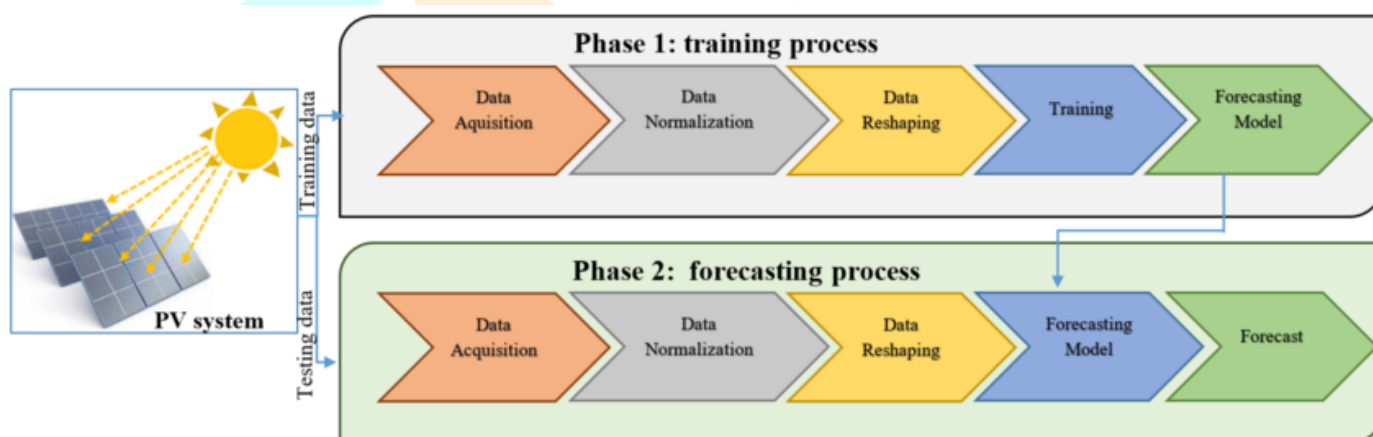 Phase 1: training process
Data
Aquisition
Data
Normalization
Data
Reshaping
Training
Forecasting
Model
Training data
PV system
Testing data
Phase 2: forecasting process
Data
Acquisition
Data
Normalization
Data
Reshaping
Forecasting
Model
Forecast